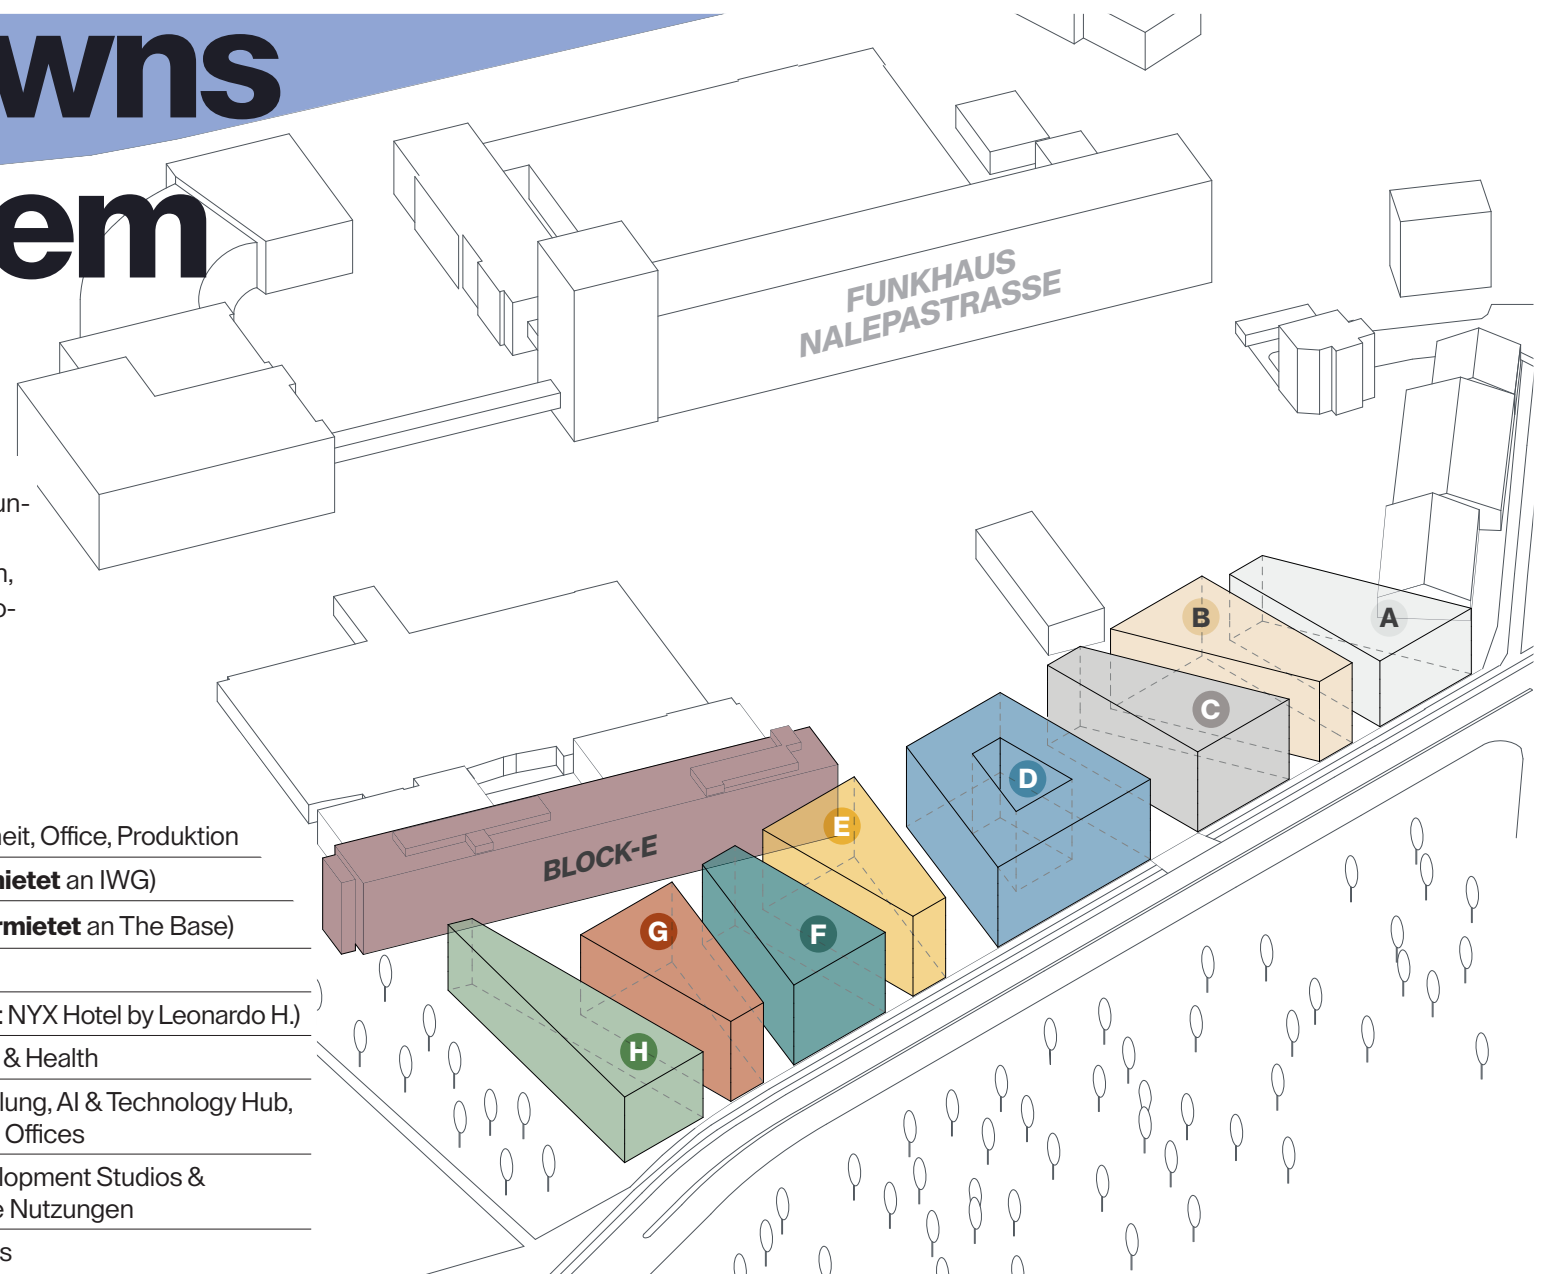 wns
em
FUNKHAUS
NALEPASTRASSE
un-
n,
o-
B
A
C
D
E
BLOCK-E
G
F
H
heit, Office, Produktion
mietet an IWG)
rmietet an The Base)
: NYX Hotel by Leonardo H.)
& Health
lung, AI & Technology Hub,
Offices
lopment Studios &
e Nutzungen
s